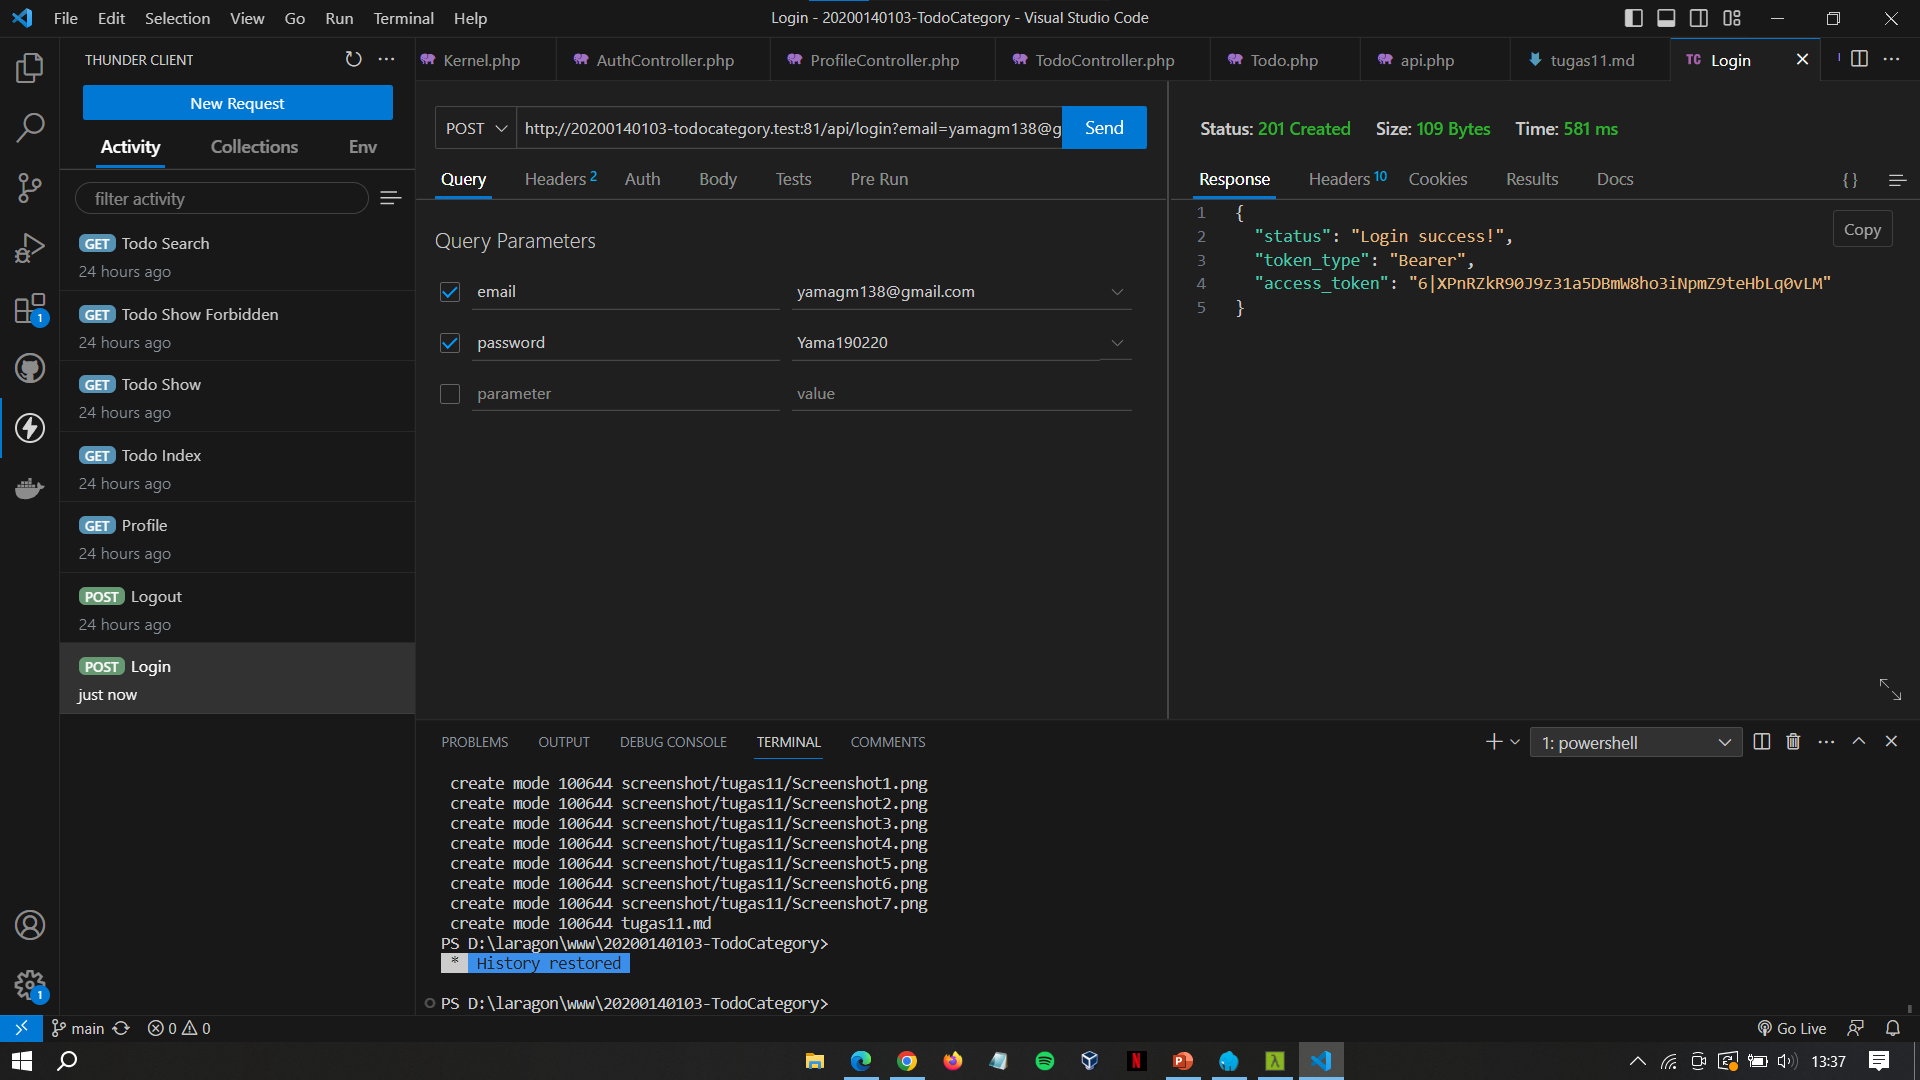 File Edit Selection View Go Run Terminal Help
Login - 20200140103-TodoCategory - Visual Studio Code
THUNDER CLIENT
New Request
Activity Collections Env
filter activity
GET Todo Search
24 hours ago
GET Todo Show Forbidden
24 hours ago
GET Todo Show
24 hours ago
GET Todo Index
24 hours ago
GET Profile
24 hours ago
POST Logout
24 hours ago
POST Login
just now
1
1
Kernel.php AuthController.php ProfileController.php TodoController.php Todo.php api.php tugas11.md TC Login
POST http://20200140103-todocategory.test:81/api/login?email=yamagm138@g Send
Query Headers 2 Auth Body Tests Pre Run
Query Parameters
email yamagm138@gmail.com
password Yama190220
parameter value
Status: 201 Created Size: 109 Bytes Time: 581 ms
Response Headers 10 Cookies Results Docs { }
Copy
1 {
2 "status": "Login success!",
3 "token_type": "Bearer",
4 "access_token": "6|XPnRZkR90J9z31a5DBmW8ho3iNpmZ9teHbLq0vLM"
5 }
PROBLEMS OUTPUT DEBUG CONSOLE TERMINAL COMMENTS
1: powershell
create mode 100644 screenshot/tugas11/Screenshot1.png
create mode 100644 screenshot/tugas11/Screenshot2.png
create mode 100644 screenshot/tugas11/Screenshot3.png
create mode 100644 screenshot/tugas11/Screenshot4.png
create mode 100644 screenshot/tugas11/Screenshot5.png
create mode 100644 screenshot/tugas11/Screenshot6.png
create mode 100644 screenshot/tugas11/Screenshot7.png
create mode 100644 tugas11.md
PS D:\laragon\www\20200140103-TodoCategory>
* History restored
PS D:\laragon\www\20200140103-TodoCategory>
main 0 0
Go Live
13:37